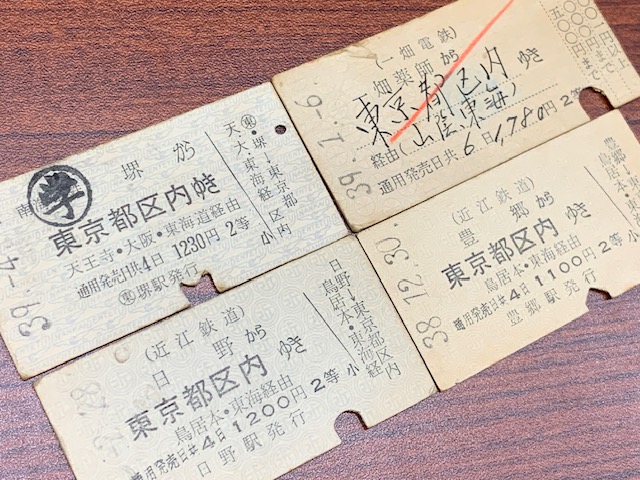 南
学
堺から
東京都区内ゆき
天王寺・大阪・東海道経由
通用発売日共4日1230円2等
堺駅発行
堺→東京都区内
天・大東海経
小
39.-4
(一畑電鉄)
一畑薬師から
東京都区内ゆき
経由(山陰東海)
通用発売日共6日1,780円2等
39.-1.-6
(近江鉄道)
日野から
東京都区内ゆき
鳥居本・東海経由
通用発売日共4日1200円2等
日野駅発行
日野→東京都区内
鳥居本・東海経
小
(近江鉄道)
豊郷から
東京都区内ゆき
鳥居本・東海経由
通用発売日共4日1100円2等
豊郷駅発行
豊郷
鳥居本
小
38.12.30